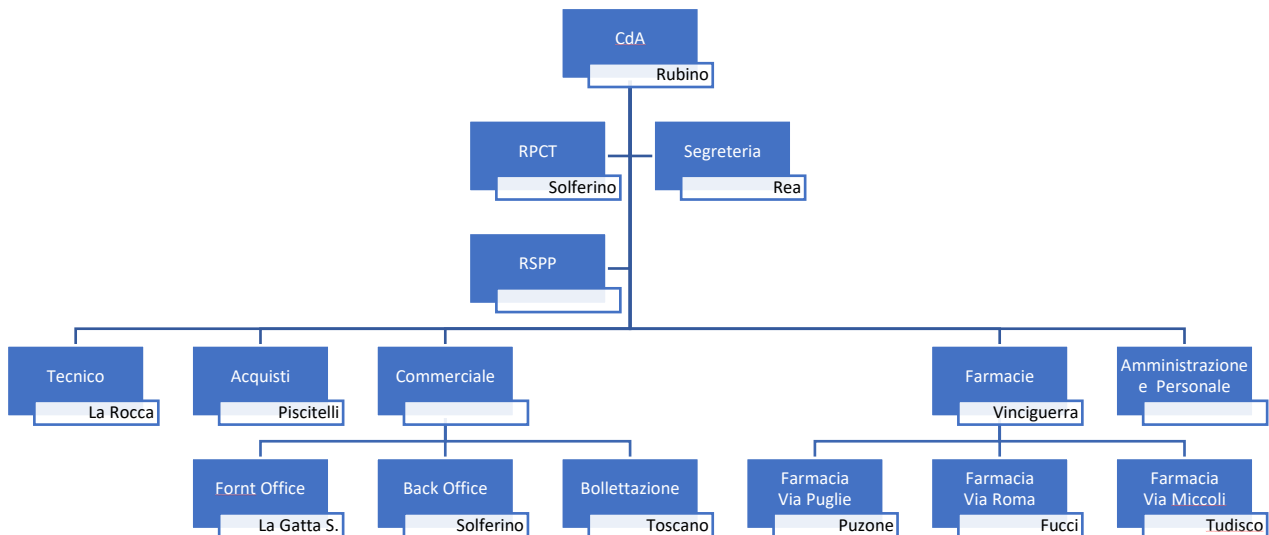 CdA
Rubino
RPCT
Solferino
Segreteria
Rea
RSPP
Tecnico
La Rocca
Acquisti
Piscitelli
Commerciale
Farmacie
Vinciguerra
Amministrazione
e Personale
Fornt Office
La Gatta S.
Back Office
Solferino
Bollettazione
Toscano
Farmacia
Via Puglie
Puzone
Farmacia
Via Roma
Fucci
Farmacia
Via Miccoli
Tudisco